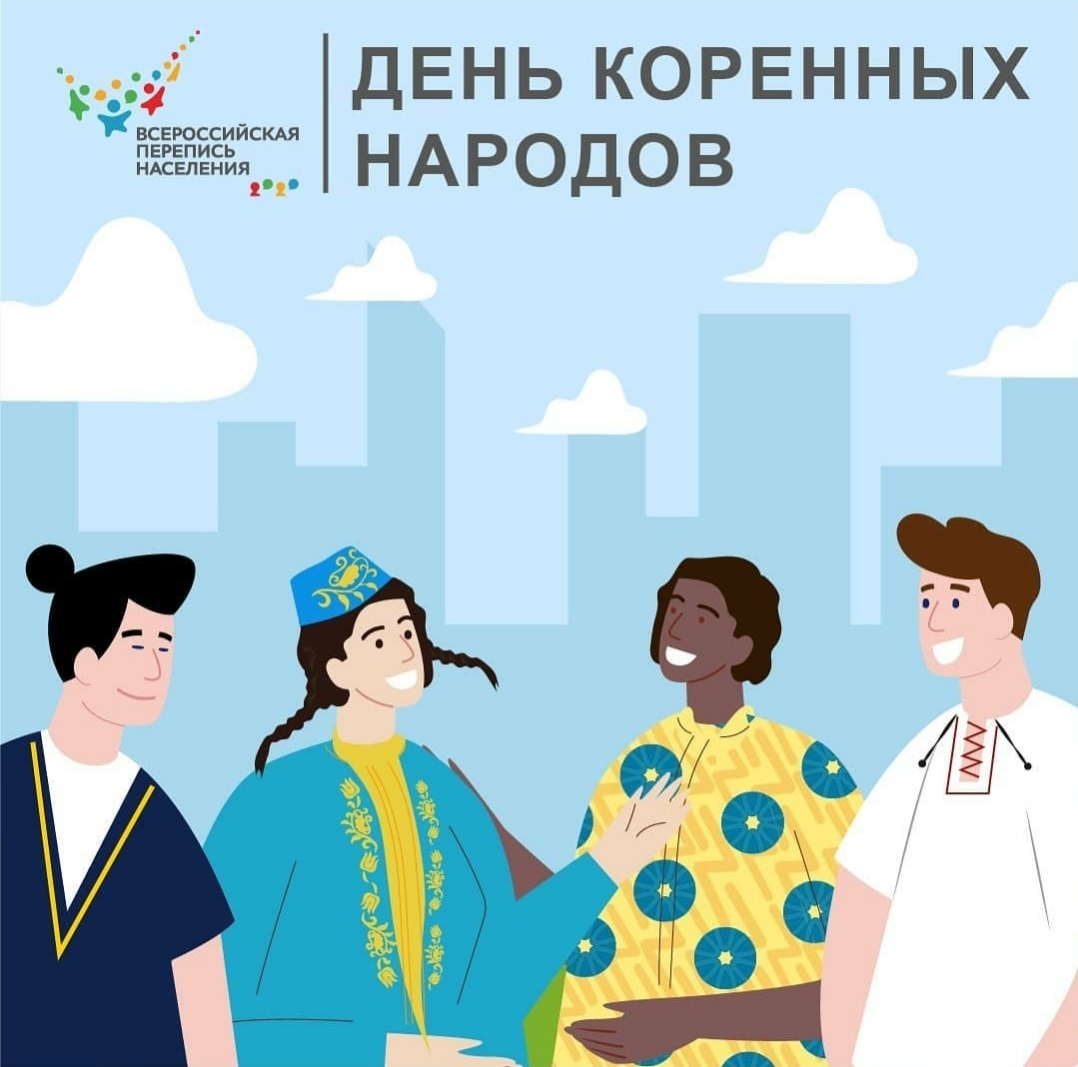 ВСЕРОССИЙСКАЯ
ПЕРЕПИСЬ
НАСЕЛЕНИЯ
2020
ДЕНЬ КОРЕННЫХ
НАРОДОВ